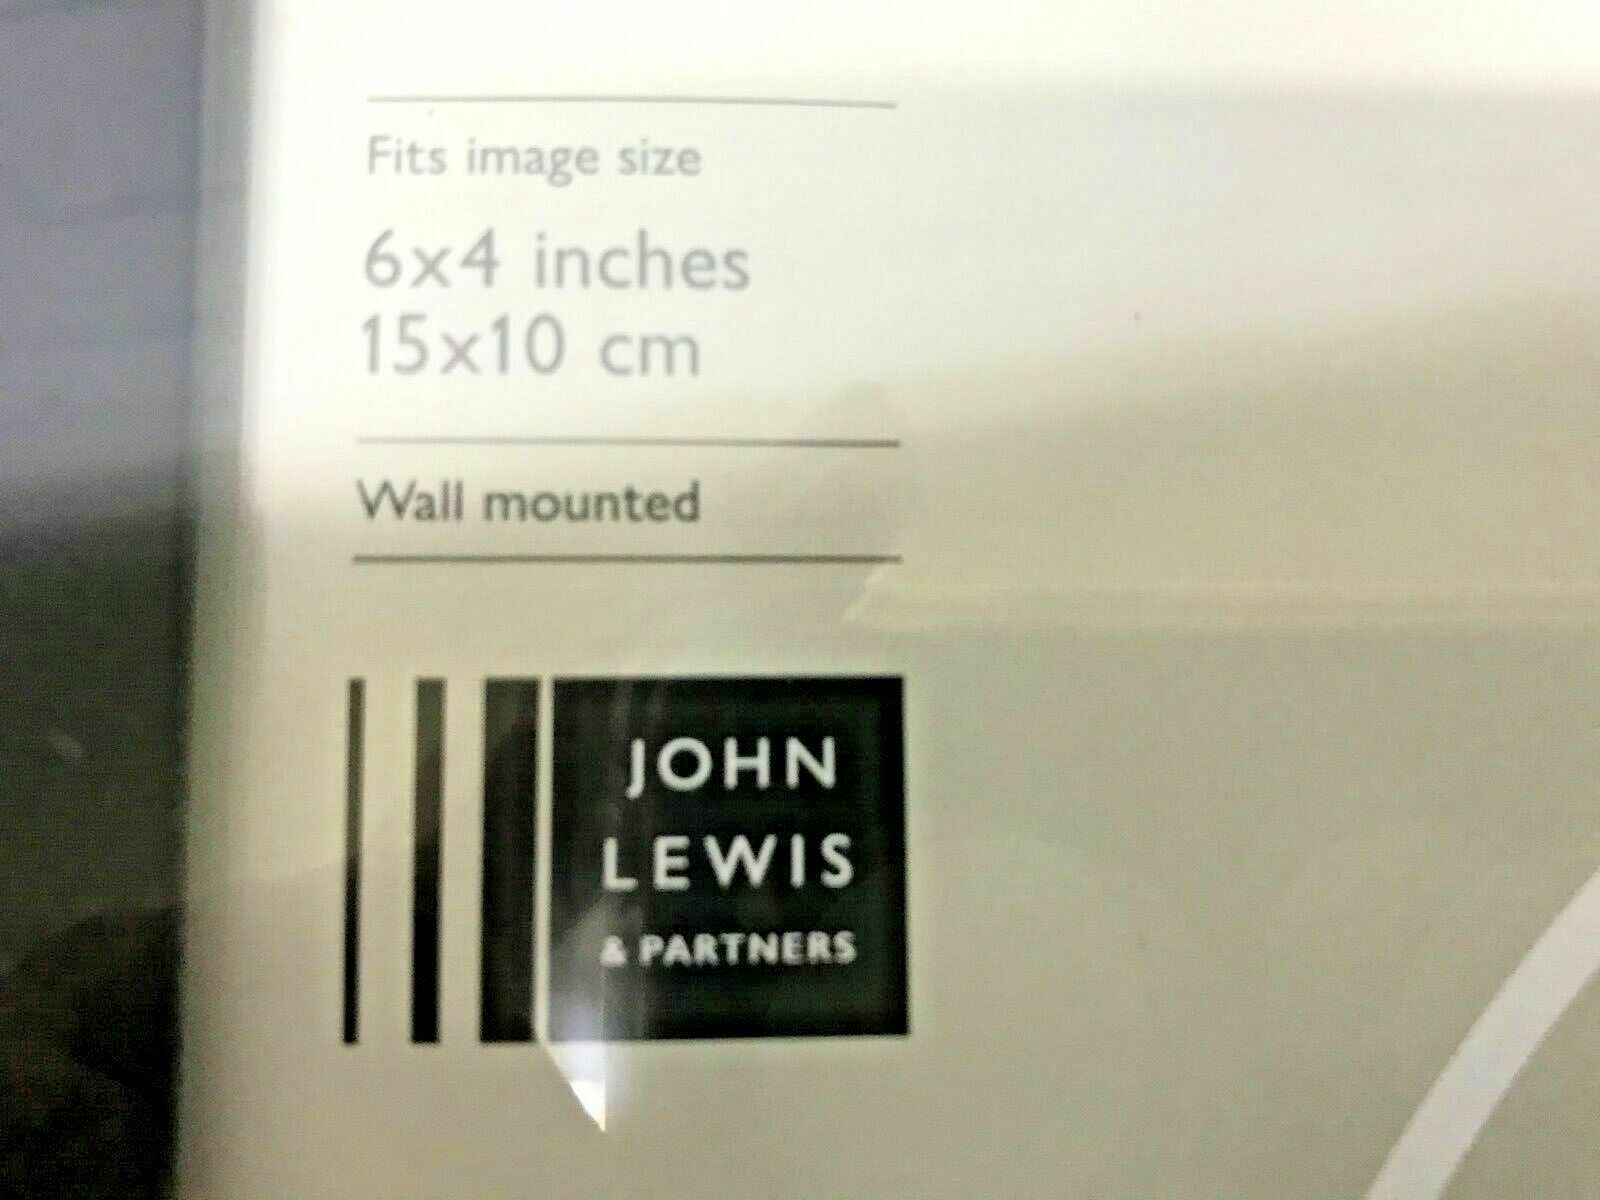 Fits image size
6x4 inches
15x10 cm
Wall mounted
JOHN
LEWIS
& PARTNERS